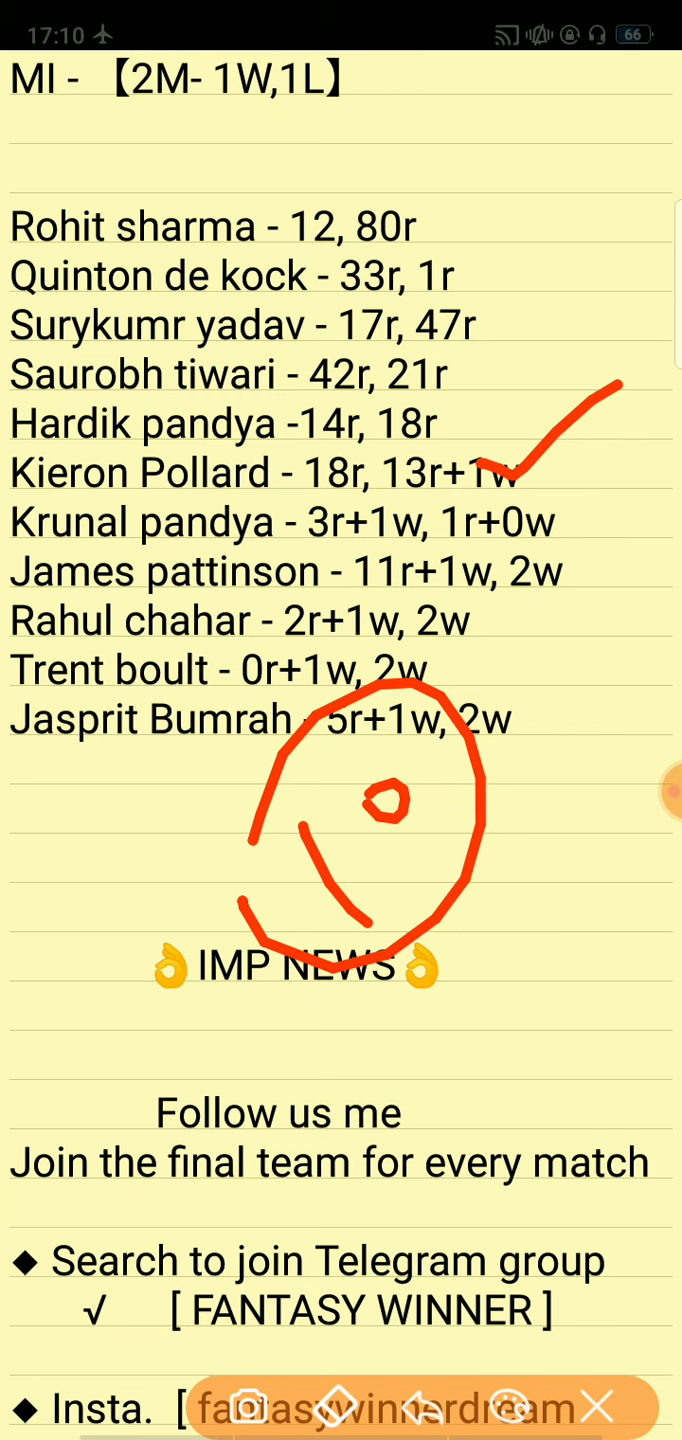 17:10
66
MI - 【2M- 1W,1L】
Rohit sharma - 12, 80r
Quinton de kock - 33r, 1r
Surykumr yadav - 17r, 47r
Saurobh tiwari - 42r, 21r
Hardik pandya -14r, 18r
Kieron Pollard - 18r, 13r+1w
Krunal pandya - 3r+1w, 1r+0w
James pattinson - 11r+1w, 2w
Rahul chahar - 2r+1w, 2w
Trent boult - 0r+1w, 2w
Jasprit Bumrah - 5r+1w, 2w
👌IMP NEWS👌
Follow us me
Join the final team for every match
◆ Search to join Telegram group
√ [ FANTASY WINNER ]
◆ Insta. [ fantasywinnerdream